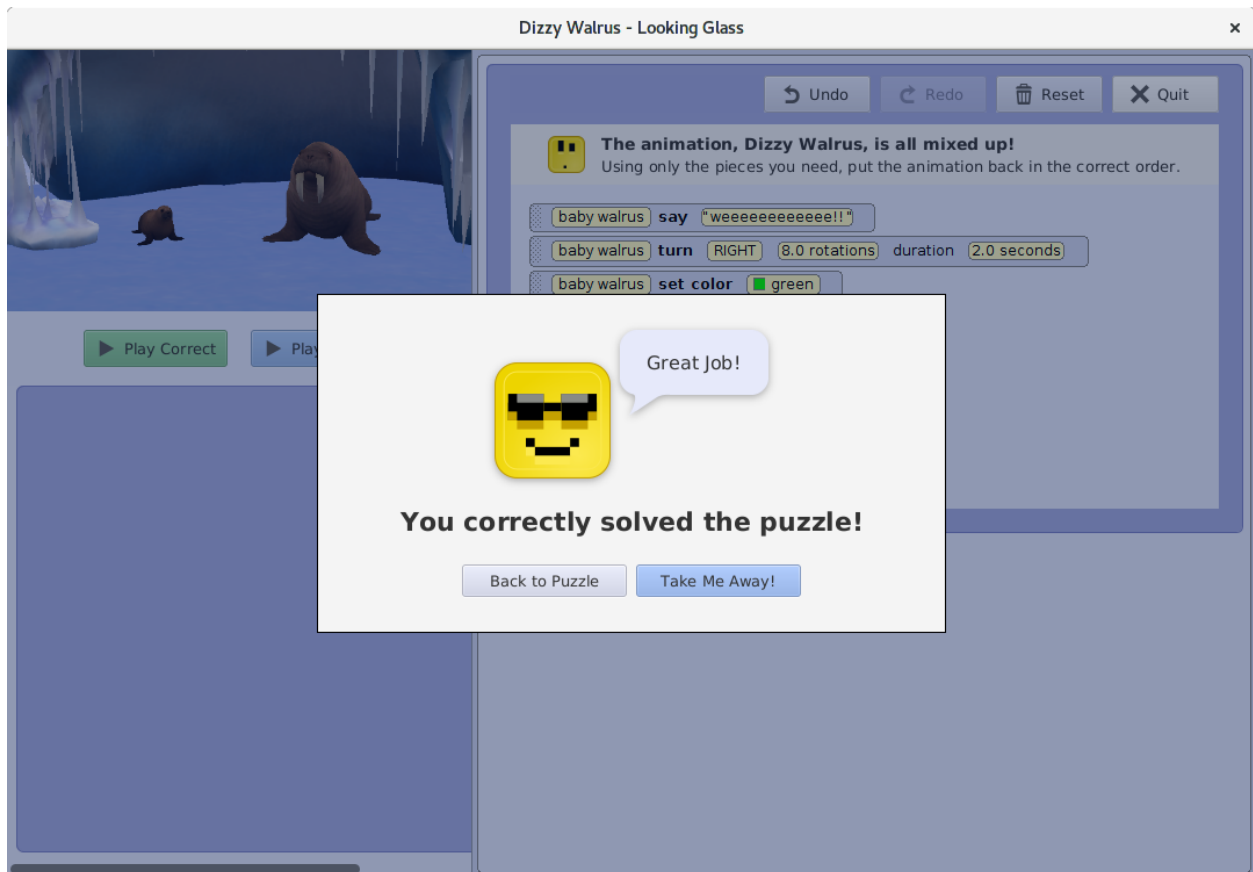 Dizzy Walrus - Looking Glass
Undo Redo Reset Quit
The animation, Dizzy Walrus, is all mixed up!
Using only the pieces you need, put the animation back in the correct order.
baby walrus say "weeeeeeeeeeee!!"
baby walrus turn RIGHT 8.0 rotations duration 2.0 seconds
baby walrus set color green
Play Correct Play
Great Job!
You correctly solved the puzzle!
Back to Puzzle Take Me Away!